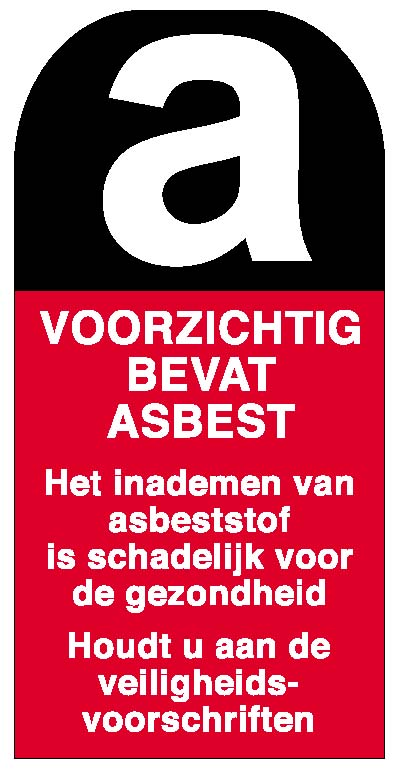 a
VOORZICHTIG
BEVAT
ASBEST
Het inademen van
asbeststof
is schadelijk voor
de gezondheid
Houdt u aan de
veiligheids-
voorschriften